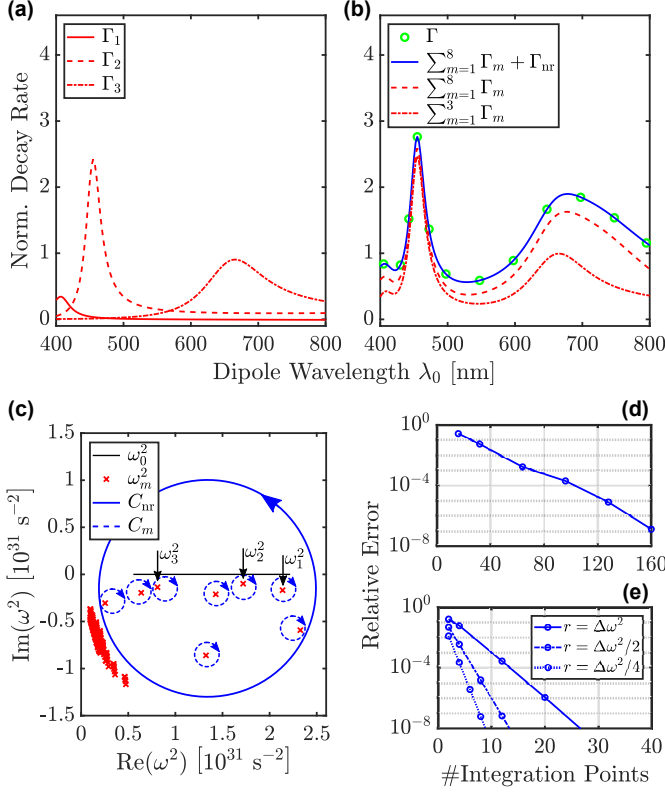 (a)
Γ₁
Γ₂
Γ₃
Norm. Decay Rate
4
3
2
1
0
400 500 600 700 800
(b)
Γ
∑⁸ₘ₌₁ Γₘ + Γₙᵣ
∑⁸ₘ₌₁ Γₘ
∑³ₘ₌₁ Γₘ
4
3
2
1
0
400 500 600 700 800
Dipole Wavelength λ₀ [nm]
(c)
ω₀²
ωₘ²
Cₙᵣ
Cₘ
ω₃²
ω₂²
ω₁²
Im(ω²) [10³¹ s⁻²]
1.5
1
0.5
0
-0.5
-1
-1.5
0 0.5 1 1.5 2 2.5
Re(ω²) [10³¹ s⁻²]
(d)
Relative Error
10⁰
10⁻⁴
10⁻⁸
0 40 80 120 160
(e)
r = Δω²
r = Δω²/2
r = Δω²/4
10⁰
10⁻⁴
10⁻⁸
0 10 20 30 40
#Integration Points